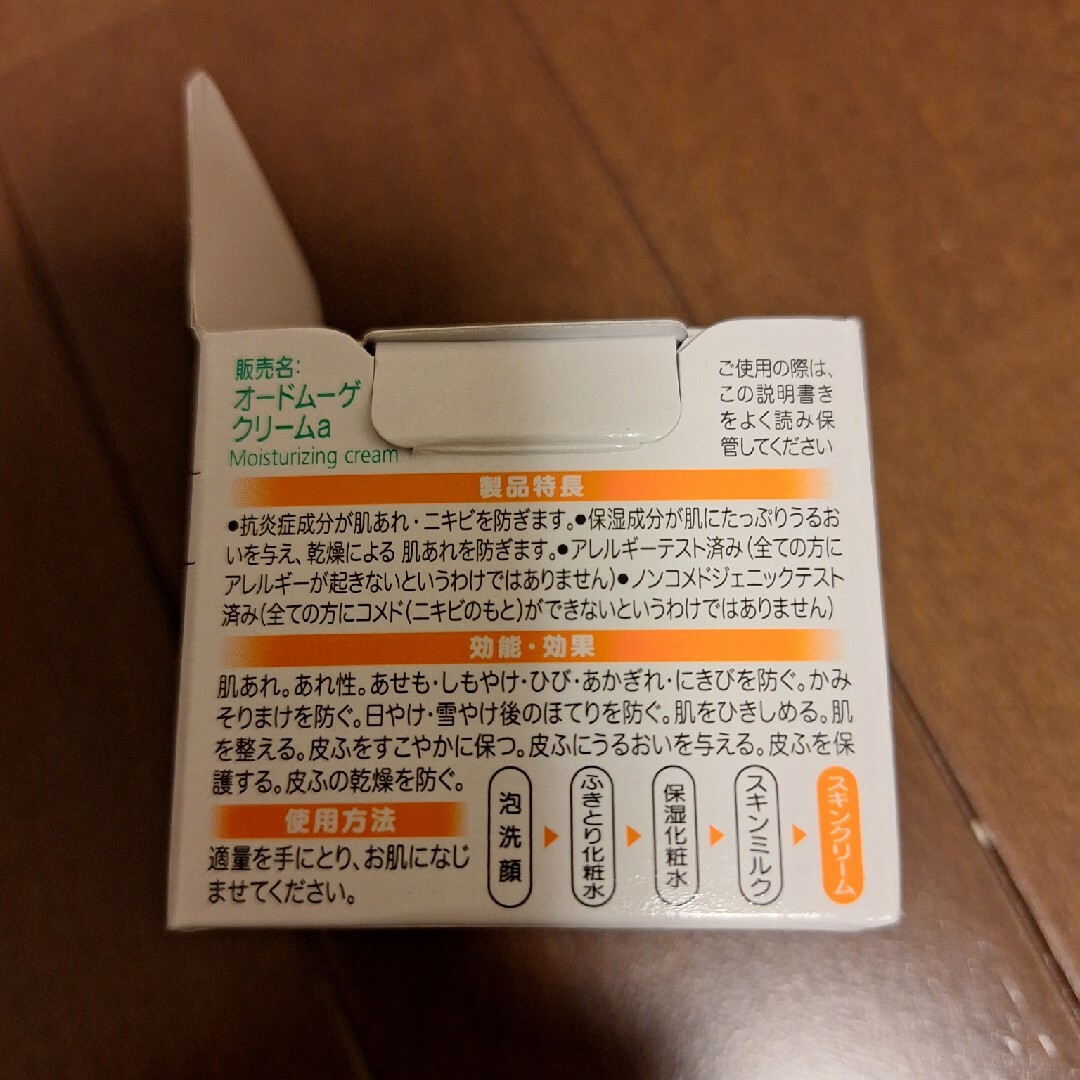 販売名:
オードムーゲ
クリームa
Moisturizing cream
ご使用の際は、
この説明書き
をよく読み保
管してください
製品特長
●抗炎症成分が肌あれ・ニキビを防ぎます。●保湿成分が肌にたっぷりうるお
いを与え、乾燥による 肌あれを防ぎます。●アレルギーテスト済み(全ての方に
アレルギーが起きないというわけではありません)●ノンコメドジェニックテスト
済み(全ての方にコメド(ニキビのもと)ができないというわけではありません)
効能・効果
肌あれ。あれ性。あせも・しもやけ・ひび・あかぎれ・にきびを防ぐ。かみ
そりまけを防ぐ。日やけ・雪やけ後のほてりを防ぐ。肌をひきしめる。肌
を整える。皮ふをすこやかに保つ。皮ふにうるおいを与える。皮ふを保
護する。皮ふの乾燥を防ぐ。
使用方法
適量を手にとり、お肌になじ
ませてください。
泡洗顔
ふきとり化粧水
保湿化粧水
スキンミルク
スキンクリーム